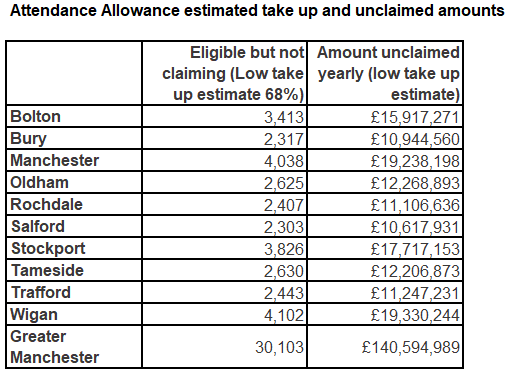 Attendance Allowance estimated take up and unclaimed amounts
Eligible but not claiming (Low take up estimate 68%) Amount unclaimed yearly (low take up estimate)
Bolton 3,413 £15,917,271
Bury 2,317 £10,944,560
Manchester 4,038 £19,238,198
Oldham 2,625 £12,268,893
Rochdale 2,407 £11,106,636
Salford 2,303 £10,617,931
Stockport 3,826 £17,717,153
Tameside 2,630 £12,206,873
Trafford 2,443 £11,247,231
Wigan 4,102 £19,330,244
Greater Manchester 30,103 £140,594,989